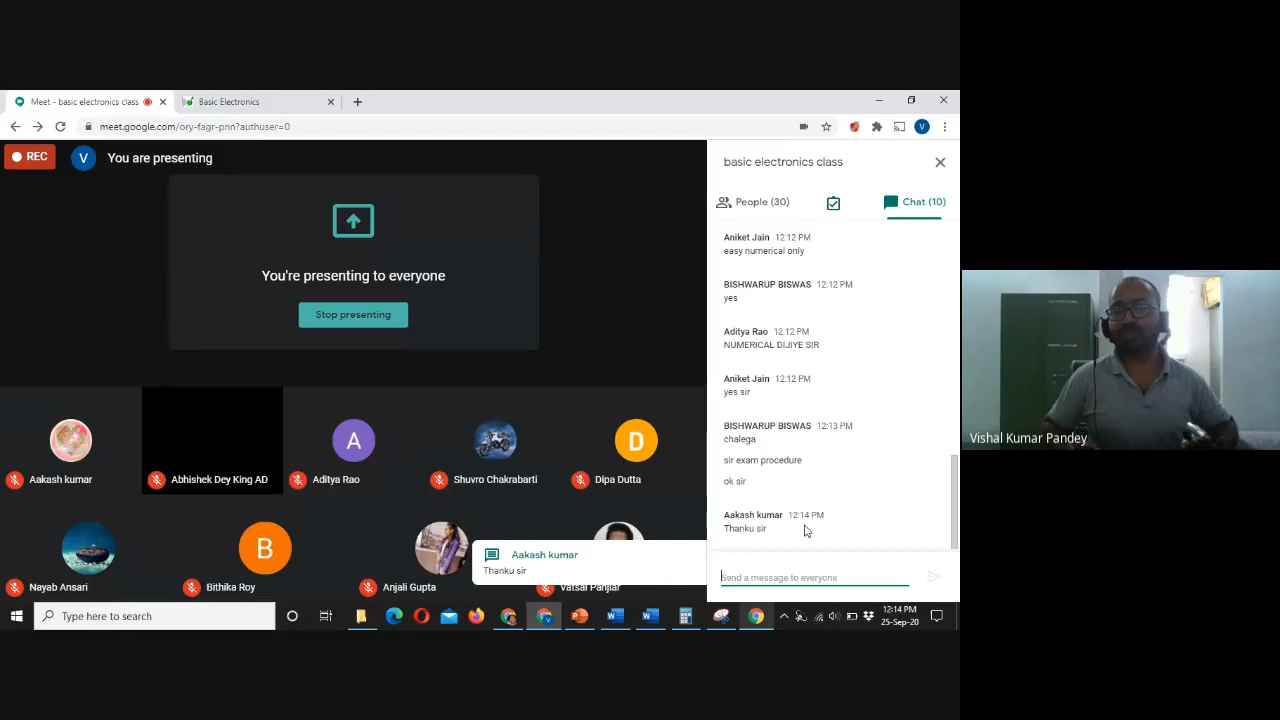 Meet - basic electronics class
Basic Electronics
meet.google.com/ory-fagr-pnn?authuser=0
REC
V
You are presenting
You're presenting to everyone
Stop presenting
Aakash kumar
Abhishek Dey King AD
A
Aditya Rao
Shuvro Chakrabarti
D
Dipa Dutta
Nayab Ansari
B
Bithika Roy
Anjali Gupta
Vatsal Panjiar
Aakash kumar
Thanku sir
basic electronics class
People (30)
Chat (10)
Aniket Jain 12:12 PM
easy numerical only
BISHWARUP BISWAS 12:12 PM
yes
Aditya Rao 12:12 PM
NUMERICAL DIJIYE SIR
Aniket Jain 12:12 PM
yes sir
BISHWARUP BISWAS 12:13 PM
chalega
sir exam procedure
ok sir
Aakash kumar 12:14 PM
Thanku sir
Send a message to everyone
Vishal Kumar Pandey
Type here to search
12:14 PM
25-Sep-20